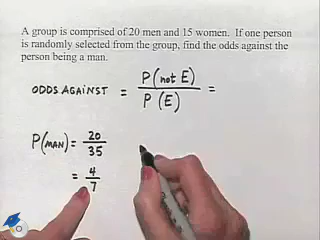 A group is comprised of 20 men and 15 women. If one person
is randomly selected from the group, find the odds against the
person being a man.
ODDS AGAINST = P(not E) / P(E) =
P(MAN) = 20/35
= 4/7